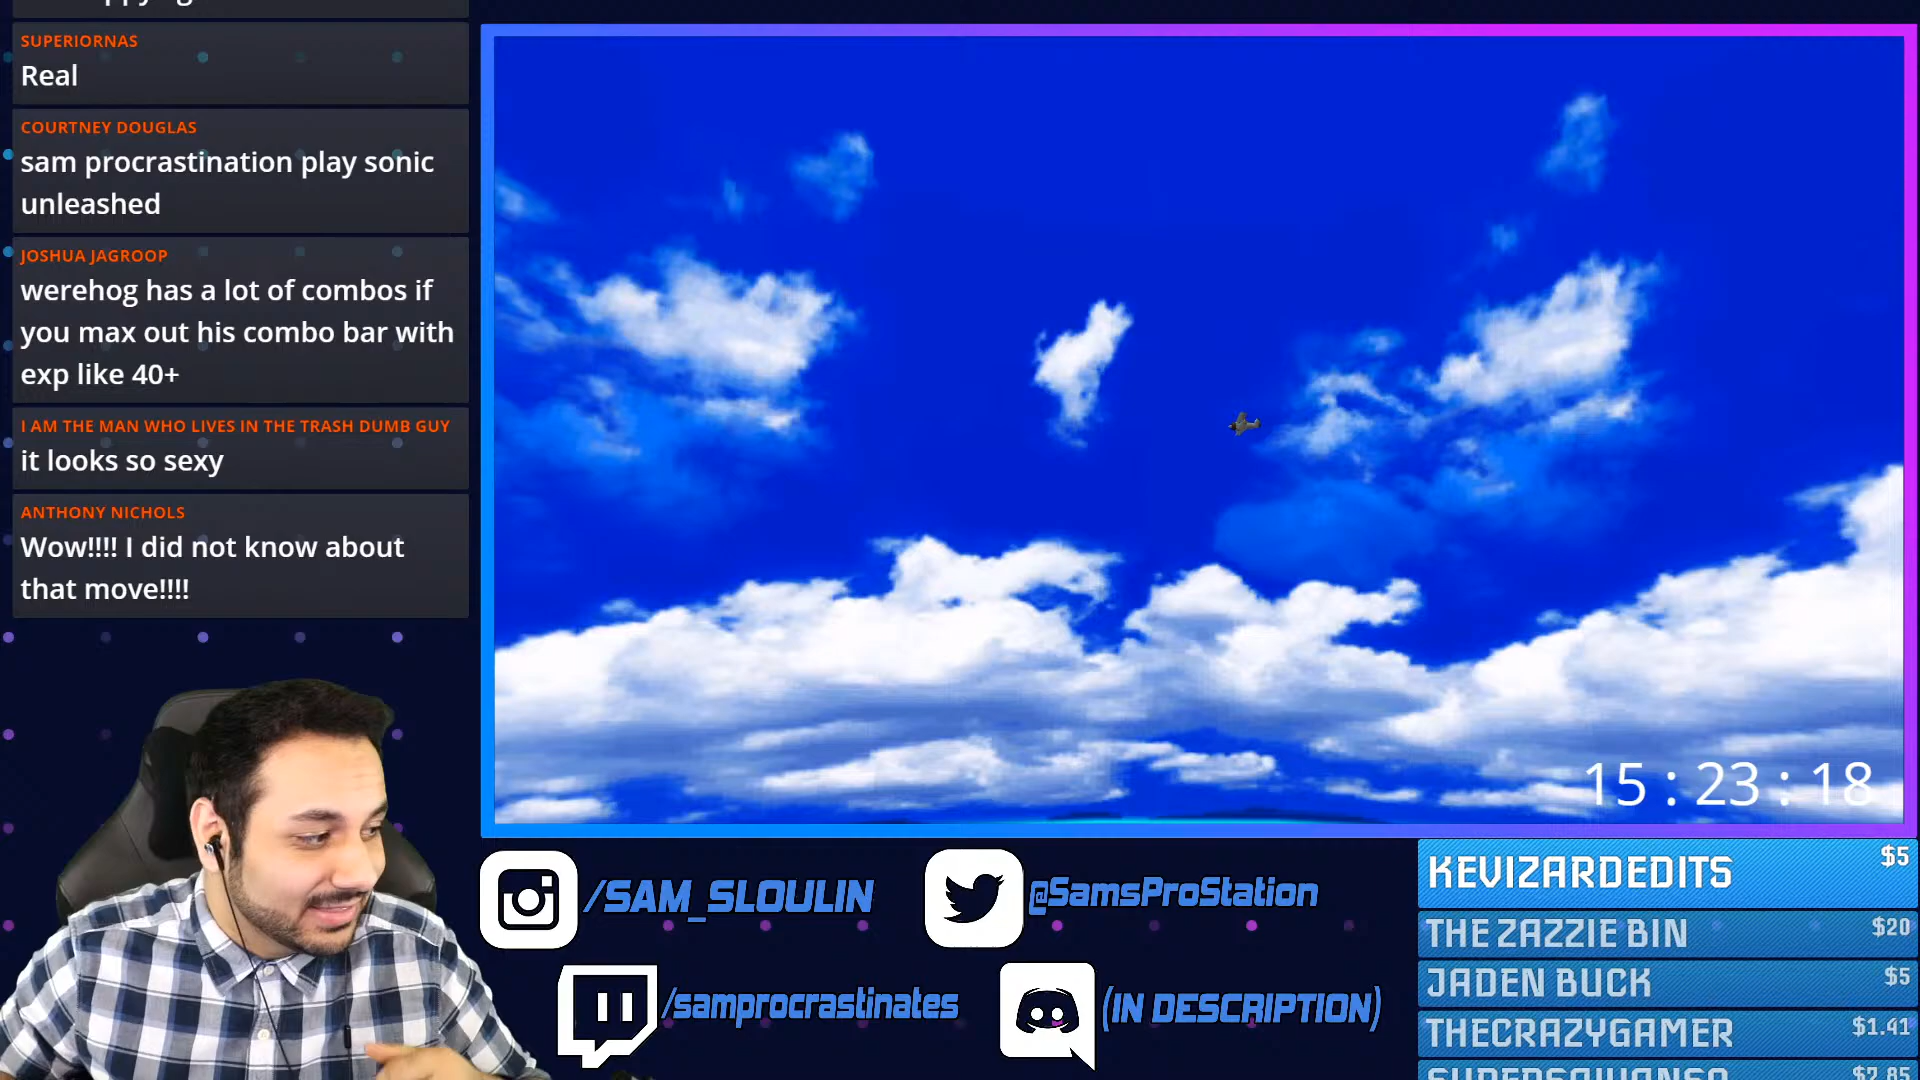 SUPERIORNAS
Real
COURTNEY DOUGLAS
sam procrastination play sonic
unleashed
JOSHUA JAGROOP
werehog has a lot of combos if
you max out his combo bar with
exp like 40+
I AM THE MAN WHO LIVES IN THE TRASH DUMB GUY
it looks so sexy
ANTHONY NICHOLS
Wow!!!! I did not know about
that move!!!!
15 : 23 : 18
/SAM_SLOULIN
@SamsProStation
/samprocrastinates
(IN DESCRIPTION)
KEVIZARDEDITS $5
THE ZAZZIE BIN $20
JADEN BUCK $5
THECRAZYGAMER $1.41
$7.85